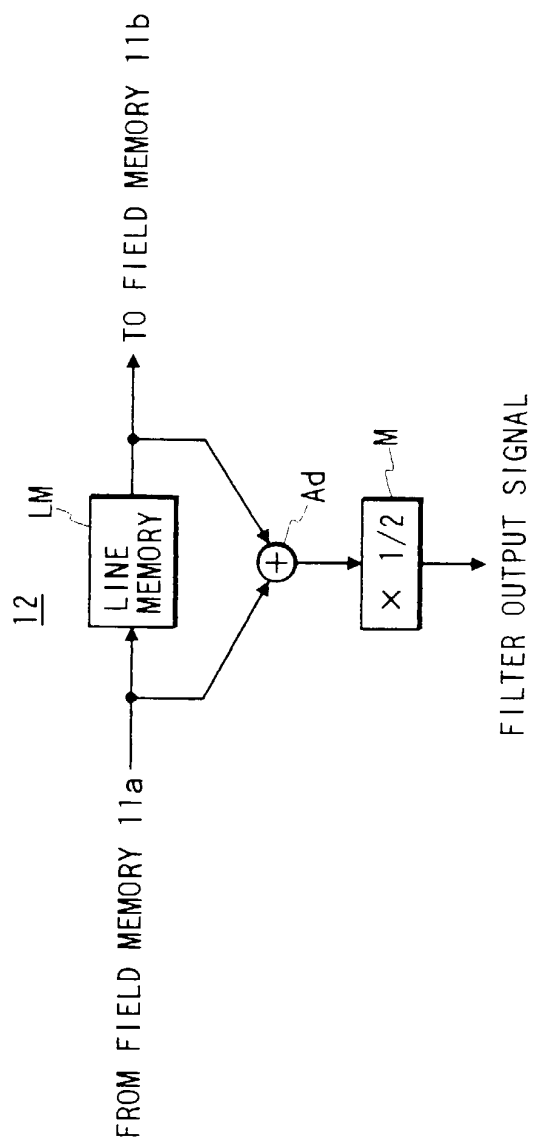 12
LM
LINE
MEMORY
FROM FIELD MEMORY 11a
TO FIELD MEMORY 11b
+
Ad
× 1/2
M
FILTER OUTPUT SIGNAL